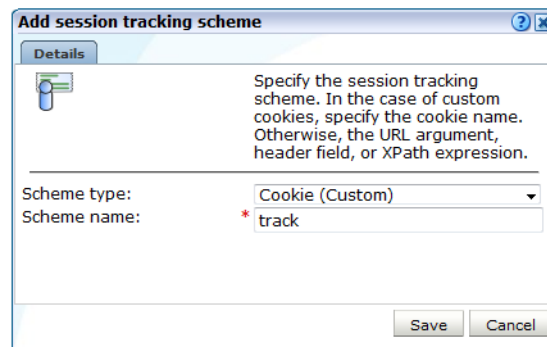 Add session tracking scheme
?
Details
Specify the session tracking
scheme. In the case of custom
cookies, specify the cookie name.
Otherwise, the URL argument,
header field, or XPath expression.
Scheme type: Cookie (Custom)
Scheme name: * track
Save Cancel